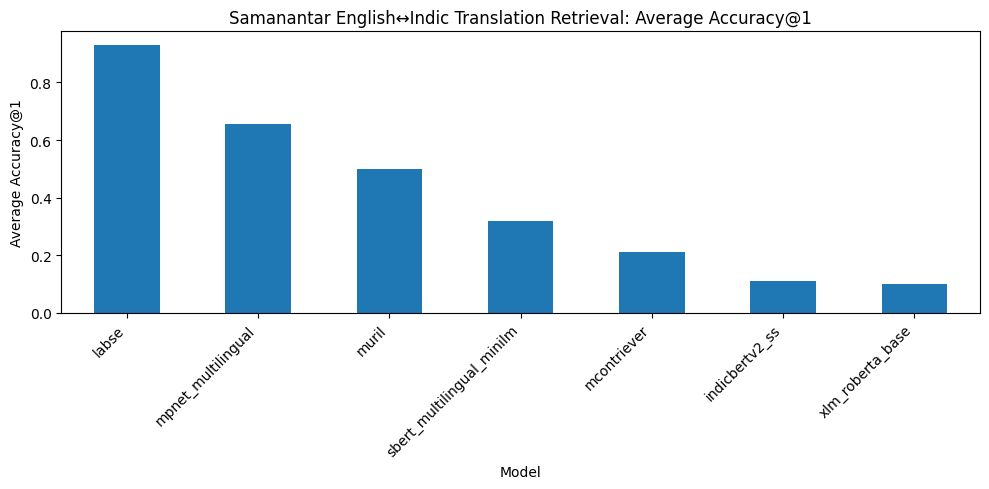 Samanantar English↔Indic Translation Retrieval: Average Accuracy@1
Average Accuracy@1
0.8
0.6
0.4
0.2
0.0
labse
mpnet_multilingual
muril
sbert_multilingual_minilm
mcontriever
indicbertv2_ss
xlm_roberta_base
Model